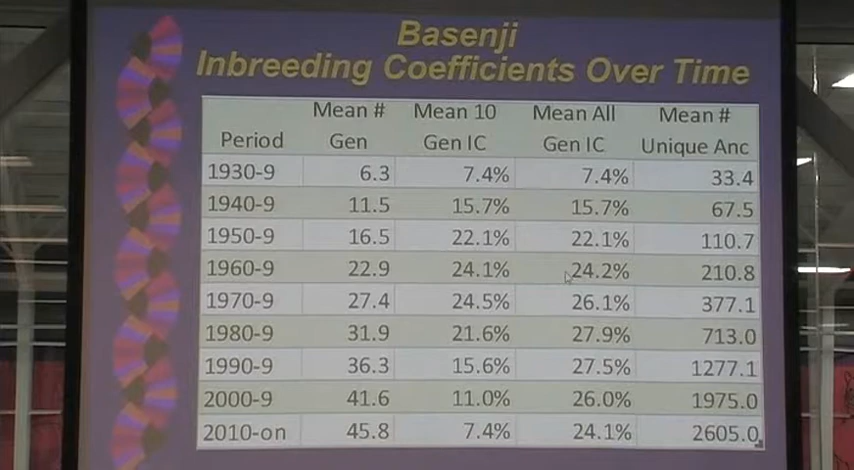 Basenji
Inbreeding Coefficients Over Time
Period Mean # Gen Mean 10 Gen IC Mean All Gen IC Mean # Unique Anc
1930-9 6.3 7.4% 7.4% 33.4
1940-9 11.5 15.7% 15.7% 67.5
1950-9 16.5 22.1% 22.1% 110.7
1960-9 22.9 24.1% 24.2% 210.8
1970-9 27.4 24.5% 26.1% 377.1
1980-9 31.9 21.6% 27.9% 713.0
1990-9 36.3 15.6% 27.5% 1277.1
2000-9 41.6 11.0% 26.0% 1975.0
2010-on 45.8 7.4% 24.1% 2605.0